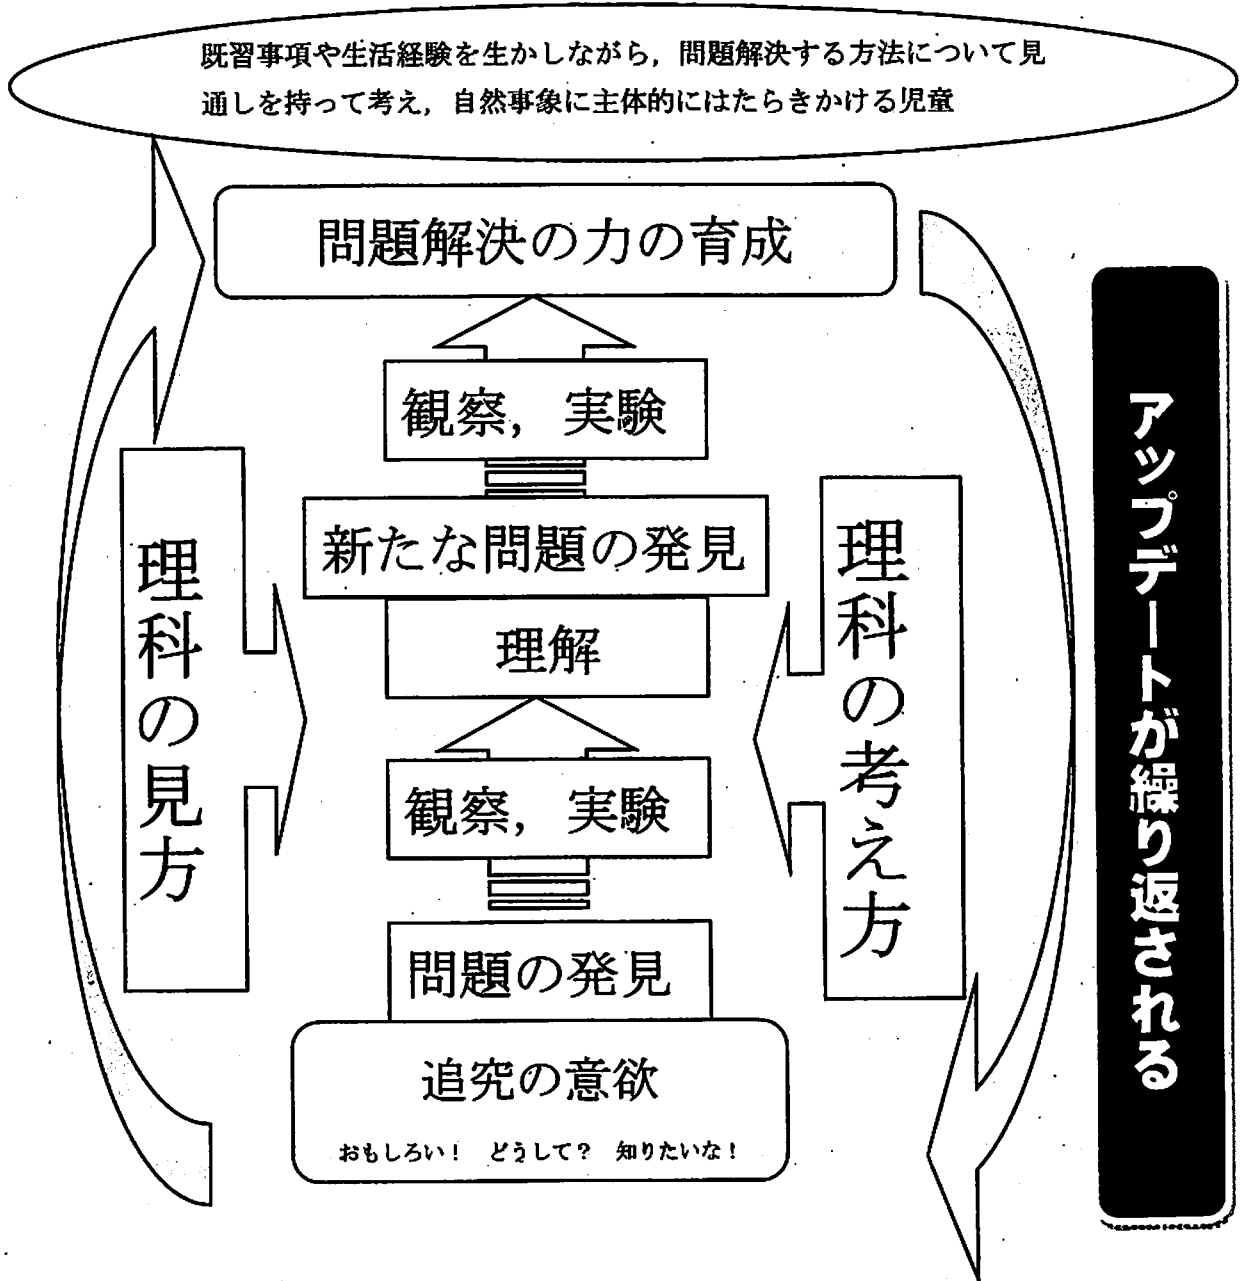 既習事項や生活経験を生かしながら，問題解決する方法について見
通しを持って考え，自然事象に主体的にはたらきかける児童
問題解決の力の育成
観察，実験
新たな問題の発見
理解
観察，実験
問題の発見
追究の意欲
おもしろい！　どうして？　知りたいな！
理科の見方
理科の考え方
アップデートが繰り返される